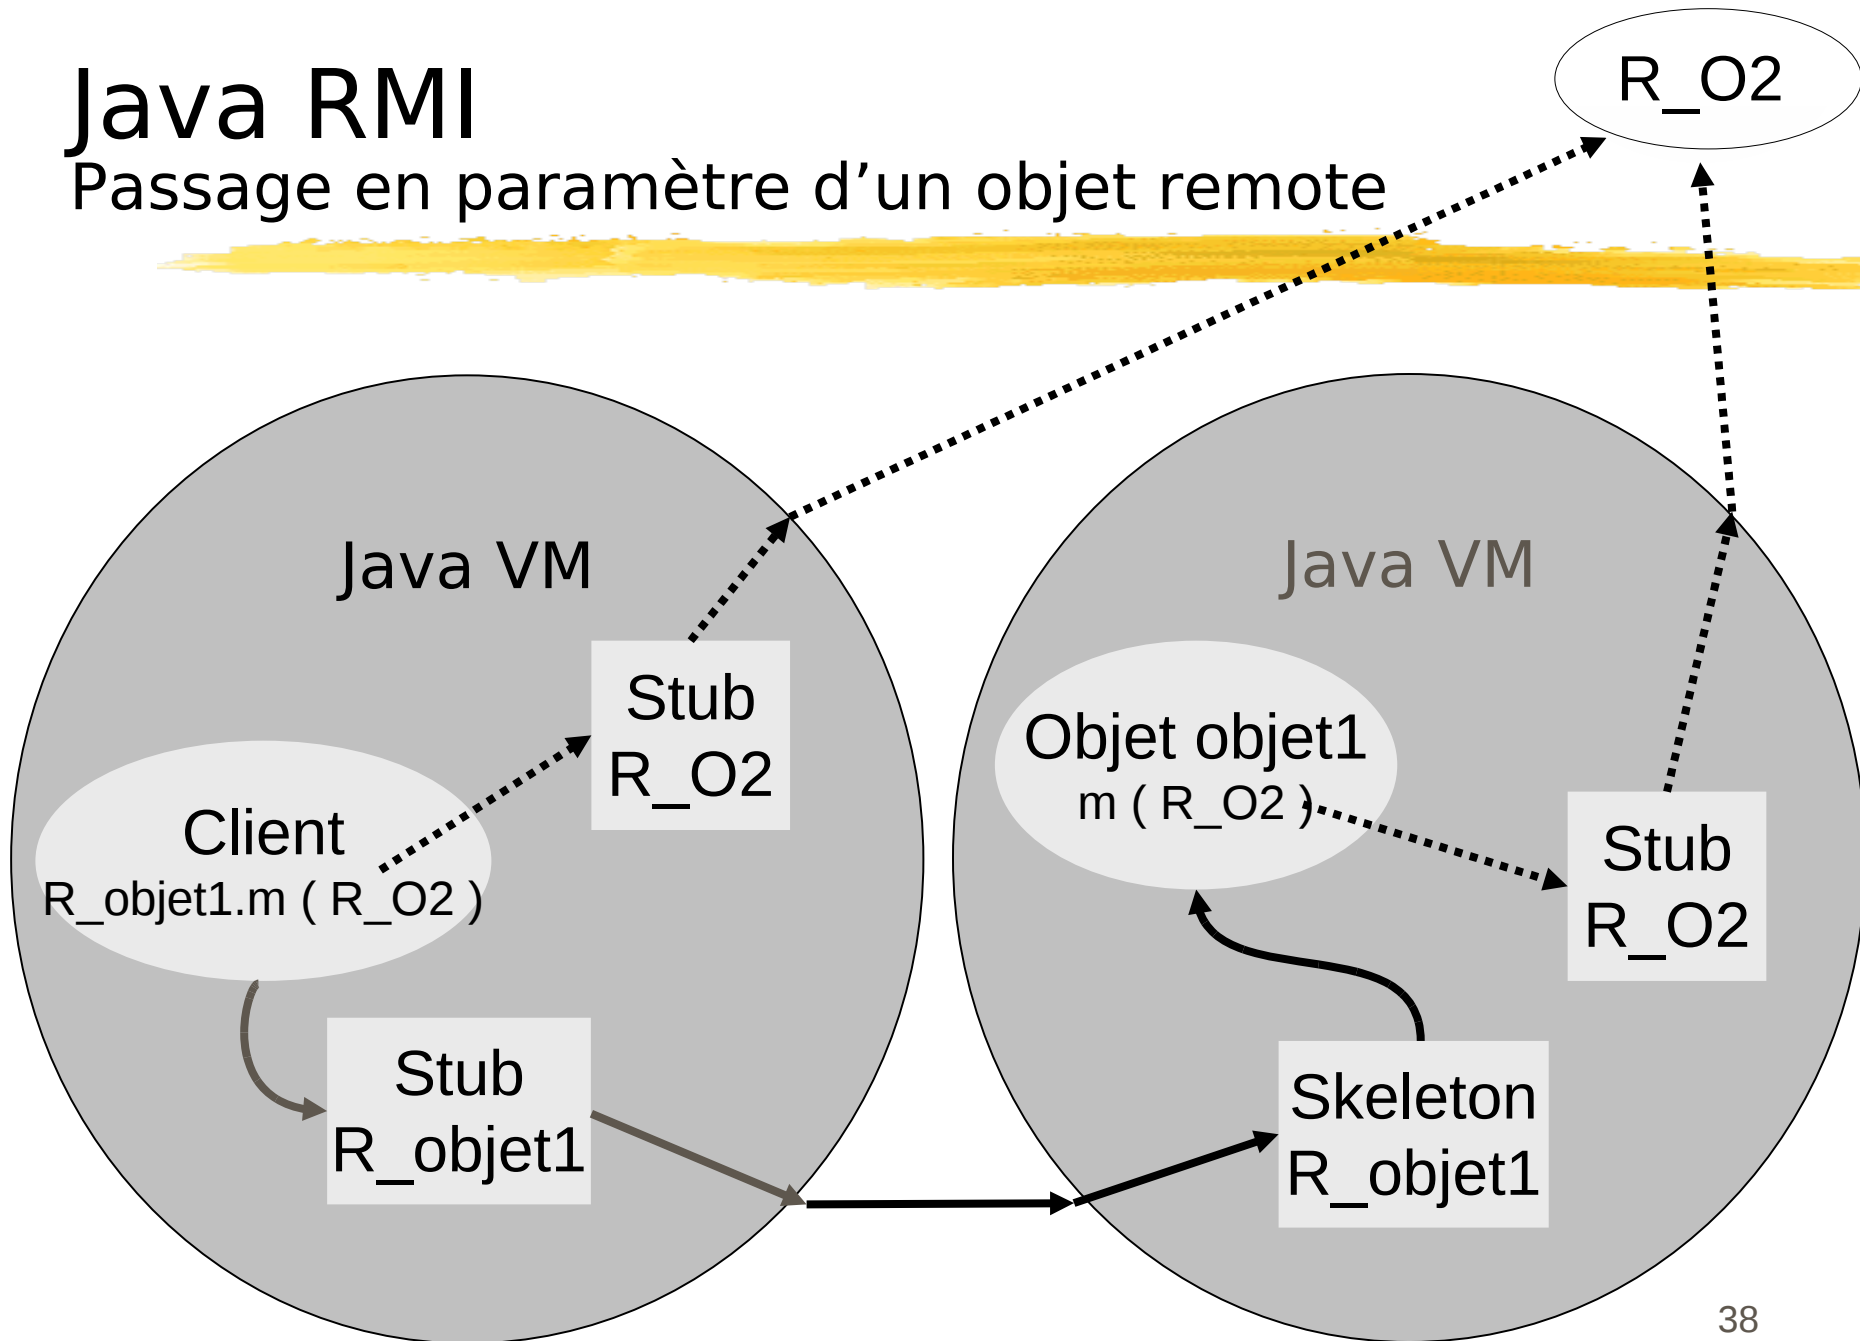 Java RMI
Passage en paramètre d’un objet remote
R_O2
Java VM
Stub
R_O2
Client
R_objet1.m ( R_O2 )
Stub
R_objet1
Java VM
Objet objet1
m ( R_O2 )
Stub
R_O2
Skeleton
R_objet1
38